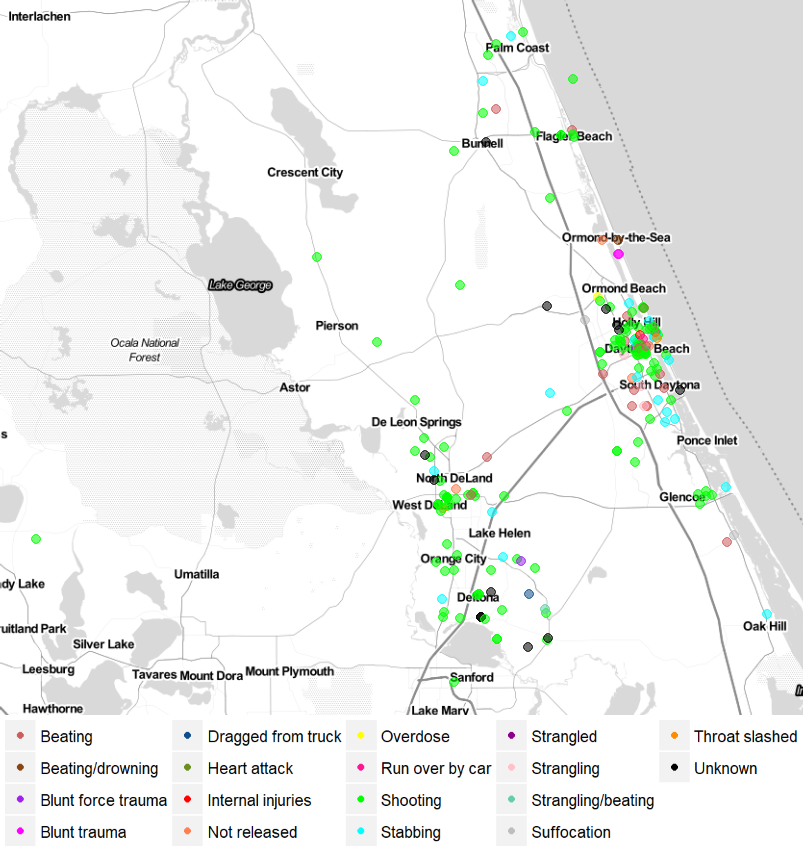 Interlachen
Palm Coast
Bunnell
Flagler Beach
Crescent City
Ormond-by-the-Sea
Lake George
Ormond Beach
Pierson
Holly Hill
Ocala National
Forest
Daytona Beach
Astor
South Daytona
De Leon Springs
s
Ponce Inlet
North DeLand
West DeLand
Glencoe
Lake Helen
Orange City
Umatilla
dy Lake
Deltona
ruitland Park
Oak Hill
Silver Lake
Leesburg
Tavares
Mount Dora
Mount Plymouth
Sanford
Hawthorne
Lake Mary
Beating
Dragged from truck
Overdose
Strangled
Throat slashed
Beating/drowning
Heart attack
Run over by car
Strangling
Unknown
Blunt force trauma
Internal injuries
Shooting
Strangling/beating
Blunt trauma
Not released
Stabbing
Suffocation